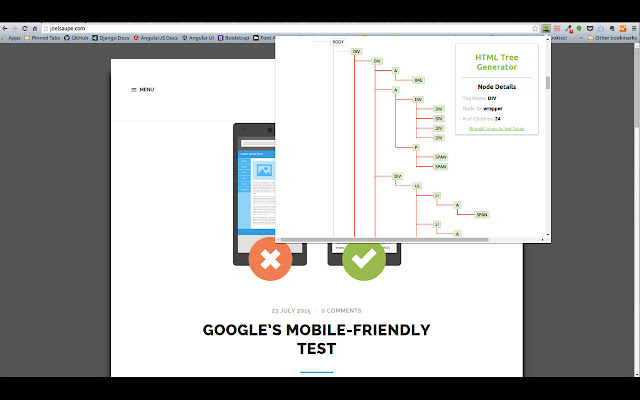 joelsaupe.com
Apps
Pinned Tabs
GitHub
Django Docs
AngularJS Docs
Angular UI
Bootstrap
Font A
ookies!
Other bookmarks
MENU
BODY
DIV
DIV
A
IMG
A
DIV
DIV
DIV
DIV
DIV
P
SPAN
SPAN
DIV
UL
LI
A
SPAN
LI
A
HTML Tree
Generator
Node Details
Tag Name: DIV
Node ID: wrapper
# of children: 24
Brought to you by Joel Saupe
23 JULY 2015 / 0 COMMENTS
GOOGLE'S MOBILE-FRIENDLY
TEST